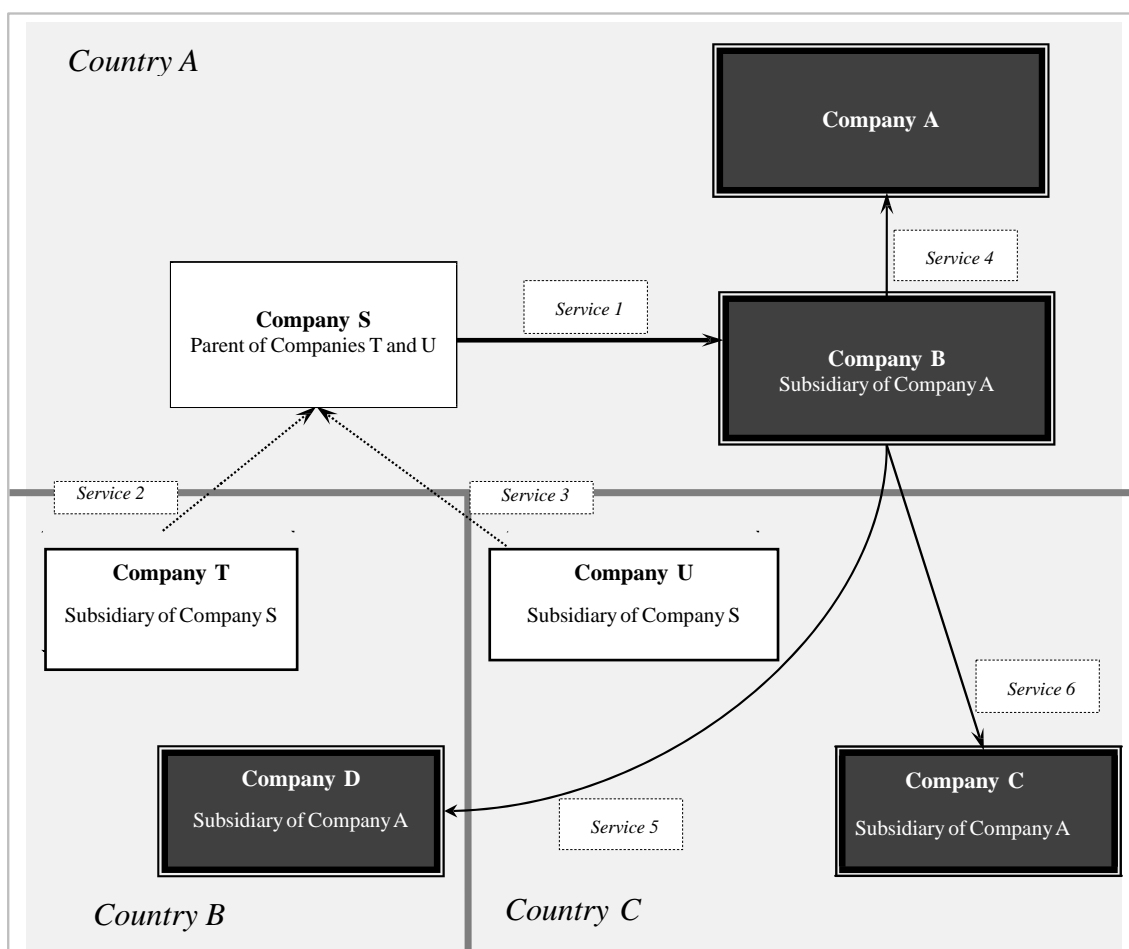 Country A
Company A
Service 4
Service 1
Company S
Parent of Companies T and U
Company B
Subsidiary of Company A
Service 2
Service 3
Company T
Subsidiary of Company S
Company U
Subsidiary of Company S
Service 6
Company D
Subsidiary of Company A
Company C
Subsidiary of Company A
Service 5
Country B
Country C